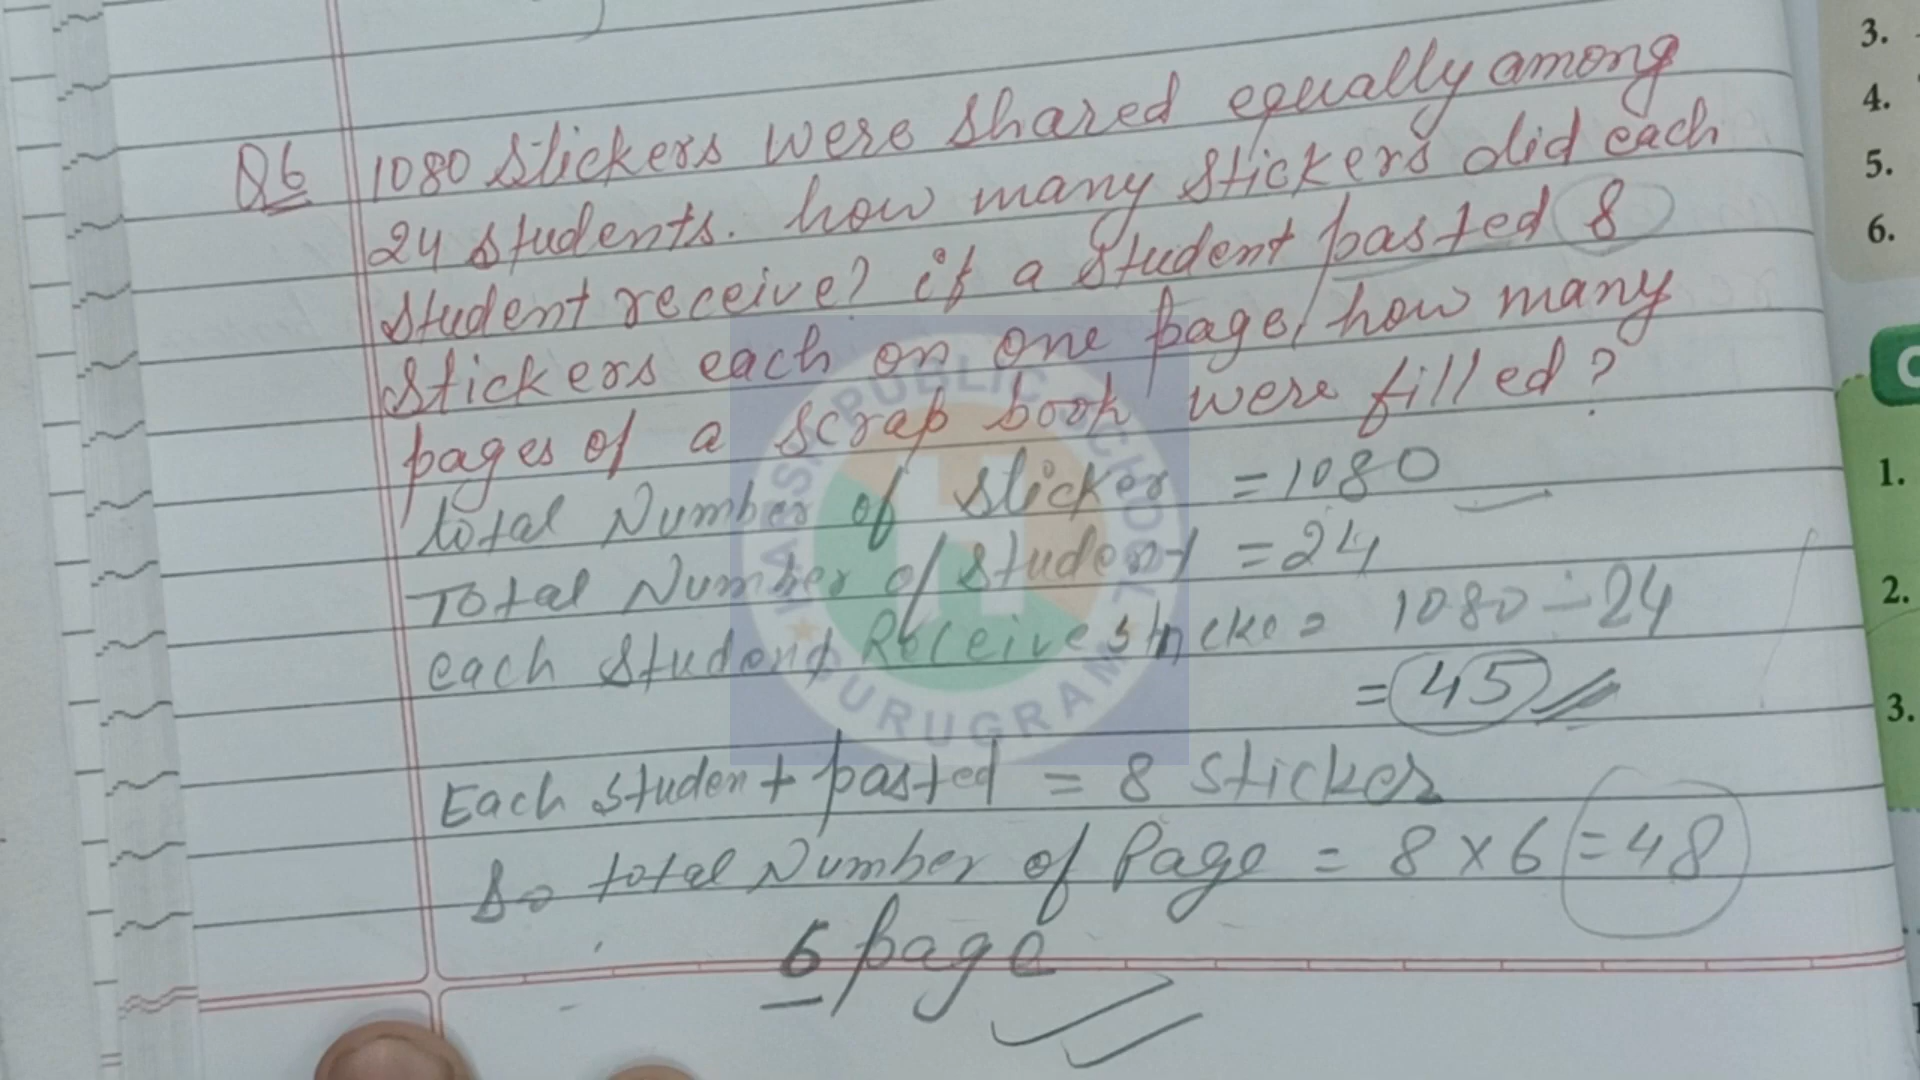 3.
4.
5.
6.
Q6 1080 stickers were shared equally among
24 students. how many stickers did each
student receive? if a student pasted 8
stickers each on one page, how many
pages of a scrap book were filled?
total Number of sticker = 1080
Total Number of student = 24
each student Receive = 1080 ÷ 24
= 45
Each student pasted = 8 sticker
So total Number of Page = 8 x 6 = 48
6 page
C
1.
2.
3.
PUBLIC SCHOOL
GURUGRAM
H